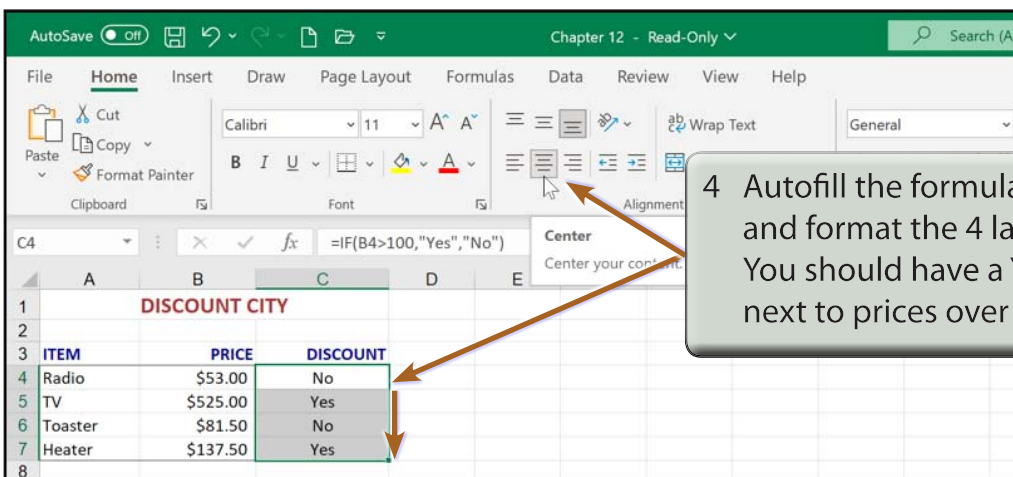 AutoSave Off Chapter 12 - Read-Only Search (A
File Home Insert Draw Page Layout Formulas Data Review View Help
Cut
Copy
Paste
Format Painter
Calibri 11 A^ A˅
B I U A
ab Wrap Text
General
Clipboard Font Alignment
C4 fx =IF(B4>100,"Yes","No")
Center
Center your content.
4 Autofill the formula
and format the 4 la
You should have a Y
next to prices over
A B C D E
1 DISCOUNT CITY
2
3 ITEM PRICE DISCOUNT
4 Radio $53.00 No
5 TV $525.00 Yes
6 Toaster $81.50 No
7 Heater $137.50 Yes
8